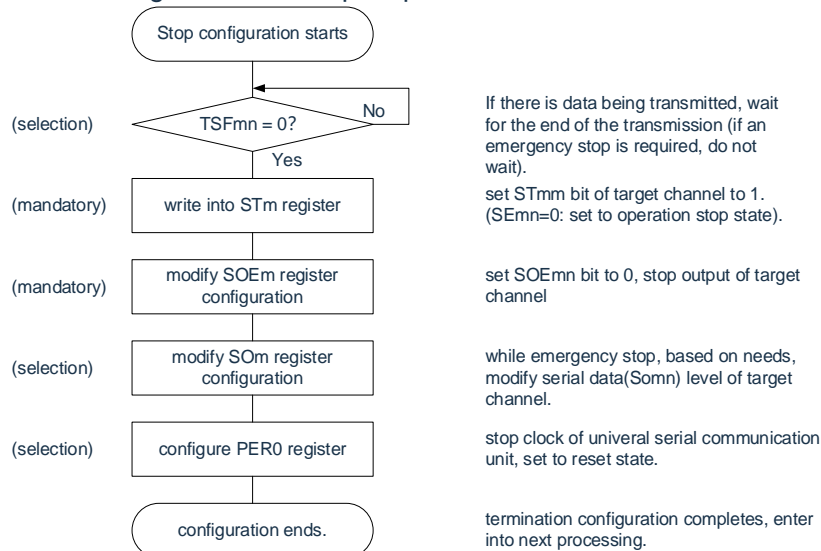 Stop configuration starts
No
(selection)
TSFmn = 0?
If there is data being transmitted, wait
for the end of the transmission (if an
emergency stop is required, do not
wait).
Yes
(mandatory)
write into STm register
set STmm bit of target channel to 1.
(SEmn=0: set to operation stop state).
(mandatory)
modify SOEm register
configuration
set SOEmn bit to 0, stop output of target
channel
(selection)
modify SOm register
configuration
while emergency stop, based on needs,
modify serial data(Somn) level of target
channel.
(selection)
configure PER0 register
stop clock of univeral serial communication
unit, set to reset state.
configuration ends.
termination configuration completes, enter
into next processing.